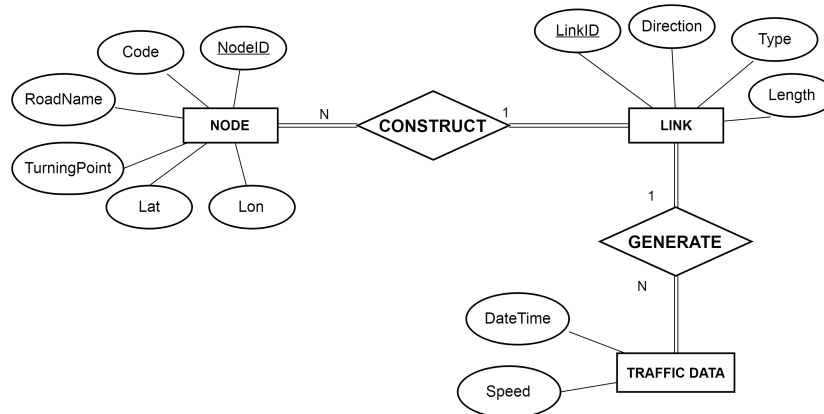 Code
NodeID
LinkID
Direction
Type
RoadName
Length
NODE
N
CONSTRUCT
1
LINK
TurningPoint
Lat
Lon
1
GENERATE
N
DateTime
TRAFFIC DATA
Speed